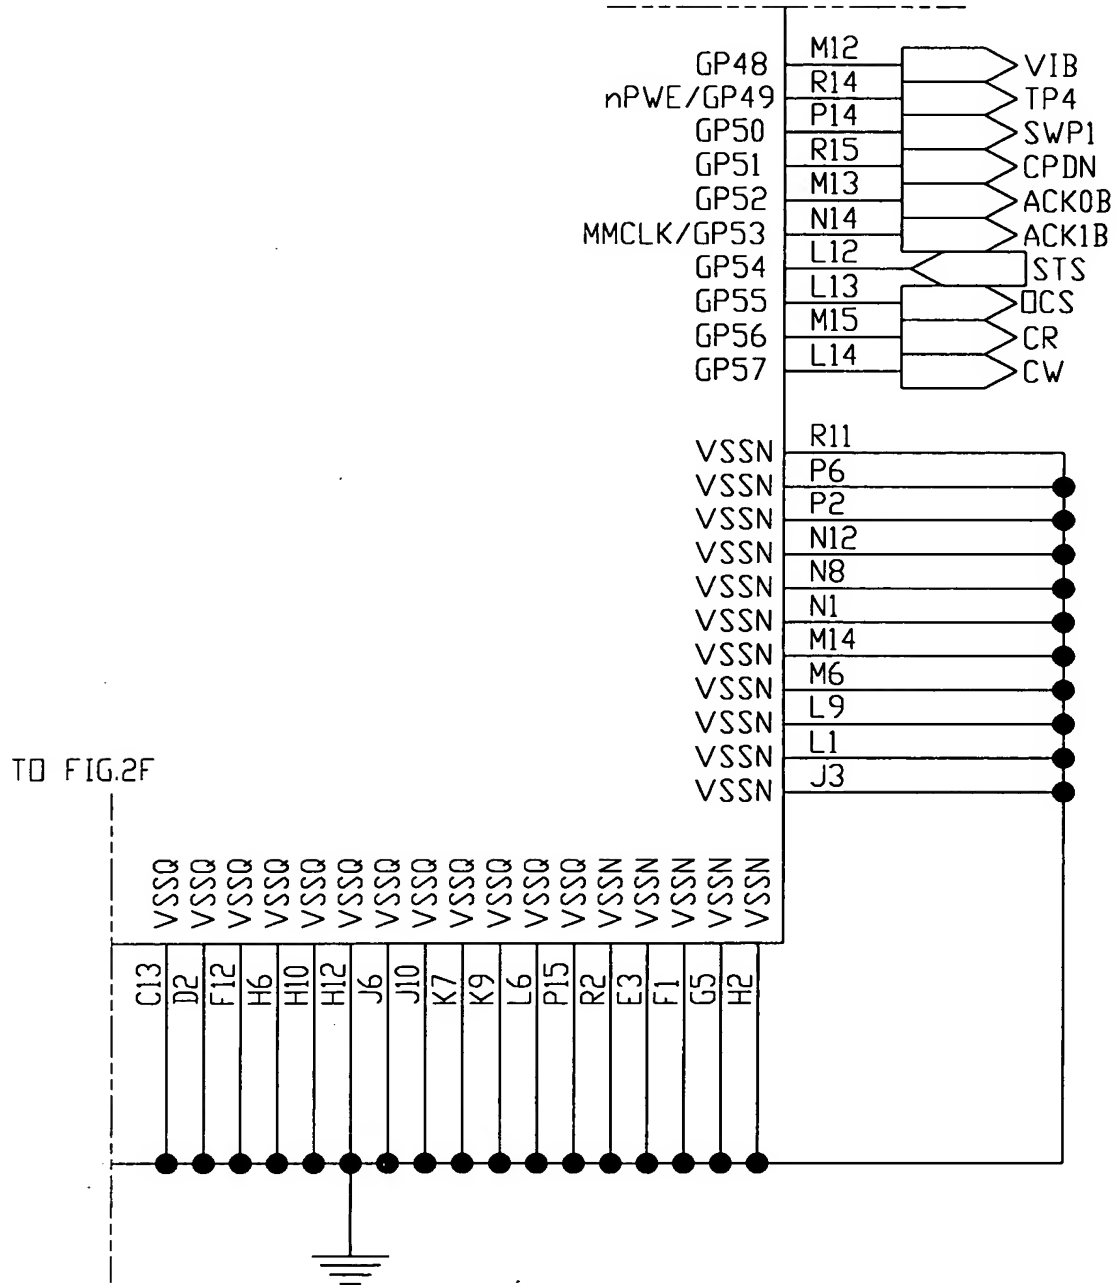 GP48 M12 VIB
nPWE/GP49 R14 TP4
GP50 P14 SWP1
GP51 R15 CPDN
GP52 M13 ACK0B
MMCLK/GP53 N14 ACK1B
GP54 L12 STS
GP55 L13 OCS
GP56 M15 CR
GP57 L14 CW
VSSN R11
VSSN P6
VSSN P2
VSSN N12
VSSN N8
VSSN N1
VSSN M14
VSSN M6
VSSN L9
VSSN L1
VSSN J3
TO FIG.2F
VSSQ C13
VSSQ D2
VSSQ F12
VSSQ H6
VSSQ H10
VSSQ H12
VSSQ J6
VSSQ J10
VSSQ K7
VSSQ K9
VSSQ L6
VSSQ P15
VSSN R2
VSSN E3
VSSN F1
VSSN G5
VSSN H2